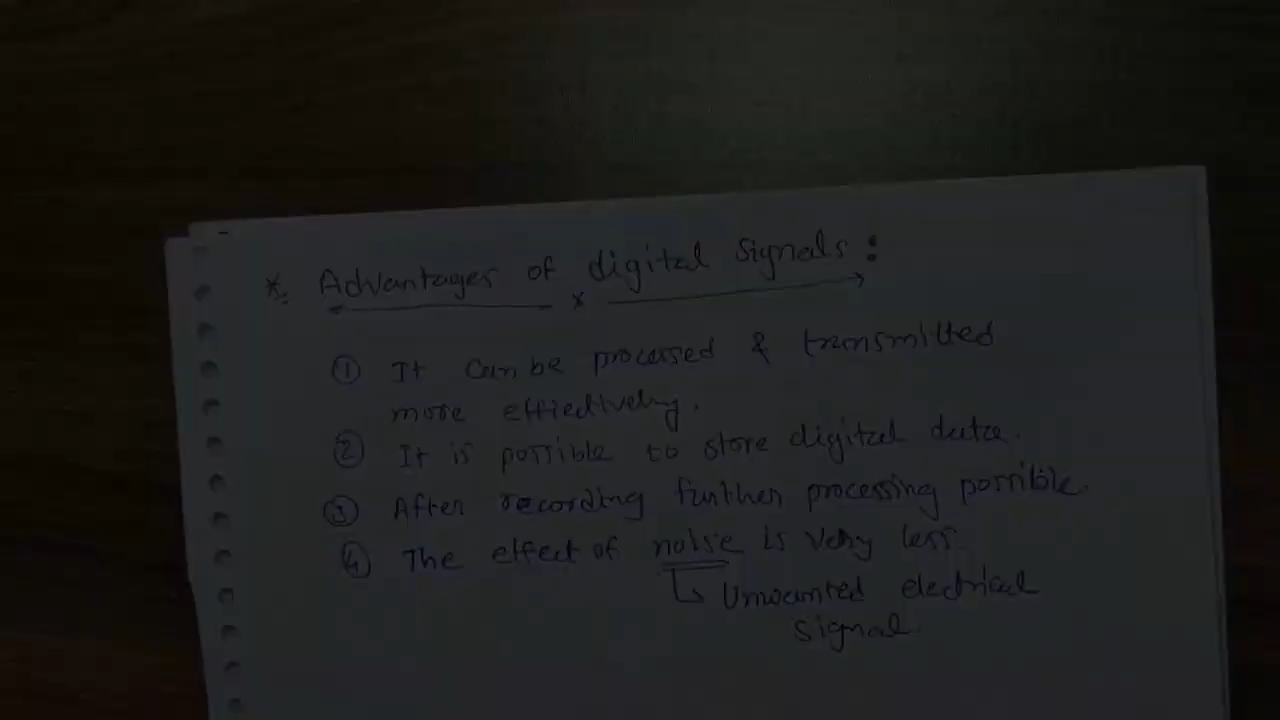 * Advantages of digital signals :
① It can be processed & transmitted
more effectively.
② It is possible to store digital data.
③ After recording further processing possible.
④ The effect of noise is very less.
↳ Unwanted electrical
signal.